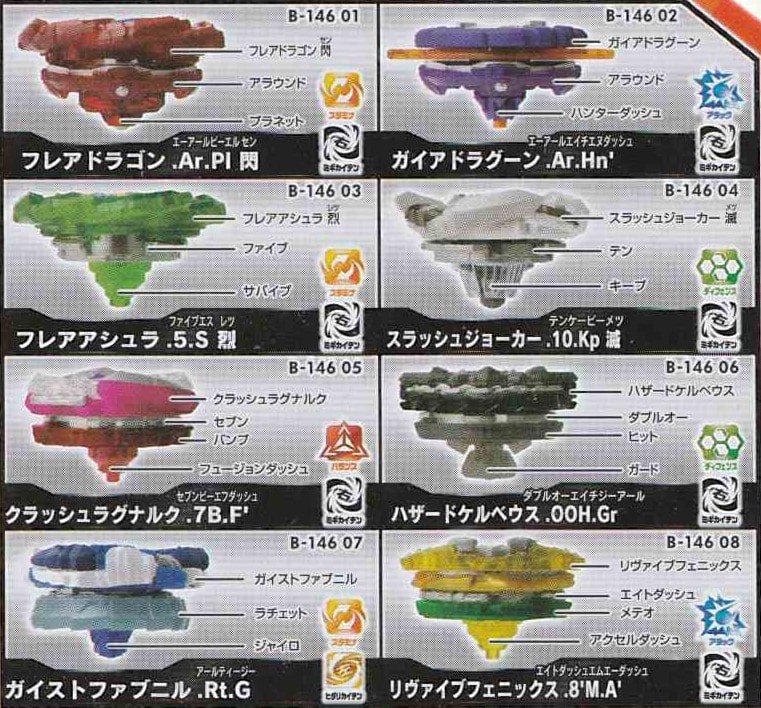 B-146 01
フレアドラゴン 閃
セン
アラウンド
プラネット
スタミナ
エーアールピーエルセン
フレアドラゴン .Ar.Pl 閃
ミギカイテン
B-146 02
ガイアドラグーン
アラウンド
ハンターダッシュ
アタック
エーアールエイチエヌダッシュ
ガイアドラグーン .Ar.Hn'
ミギカイテン
B-146 03
レツ
フレアアシュラ 烈
ファイブ
サバイブ
スタミナ
ファイブエス レツ
フレアアシュラ .5.S 烈
ミギカイテン
B-146 04
メツ
スラッシュジョーカー 滅
テン
キープ
ディフェンス
テンケーピーメツ
スラッシュジョーカー .10.Kp 滅
ミギカイテン
B-146 05
クラッシュラグナルク
セブン
バンプ
フュージョンダッシュ
バランス
セブンビーエフダッシュ
クラッシュラグナルク .7B.F'
ミギカイテン
B-146 06
ハザードケルベウス
ダブルオー
ヒット
ガード
ディフェンス
ダブルオーエイチジーアール
ハザードケルベウス .00H.Gr
ミギカイテン
B-146 07
ガイストファブニル
ラチェット
ジャイロ
スタミナ
アールティージー
ガイストファブニル .Rt.G
ヒダリカイテン
B-146 08
リヴァイブフェニックス
エイトダッシュ
メテオ
アクセルダッシュ
アタック
エイトダッシュエムエーダッシュ
リヴァイブフェニックス .8'M.A'
ミギカイテン